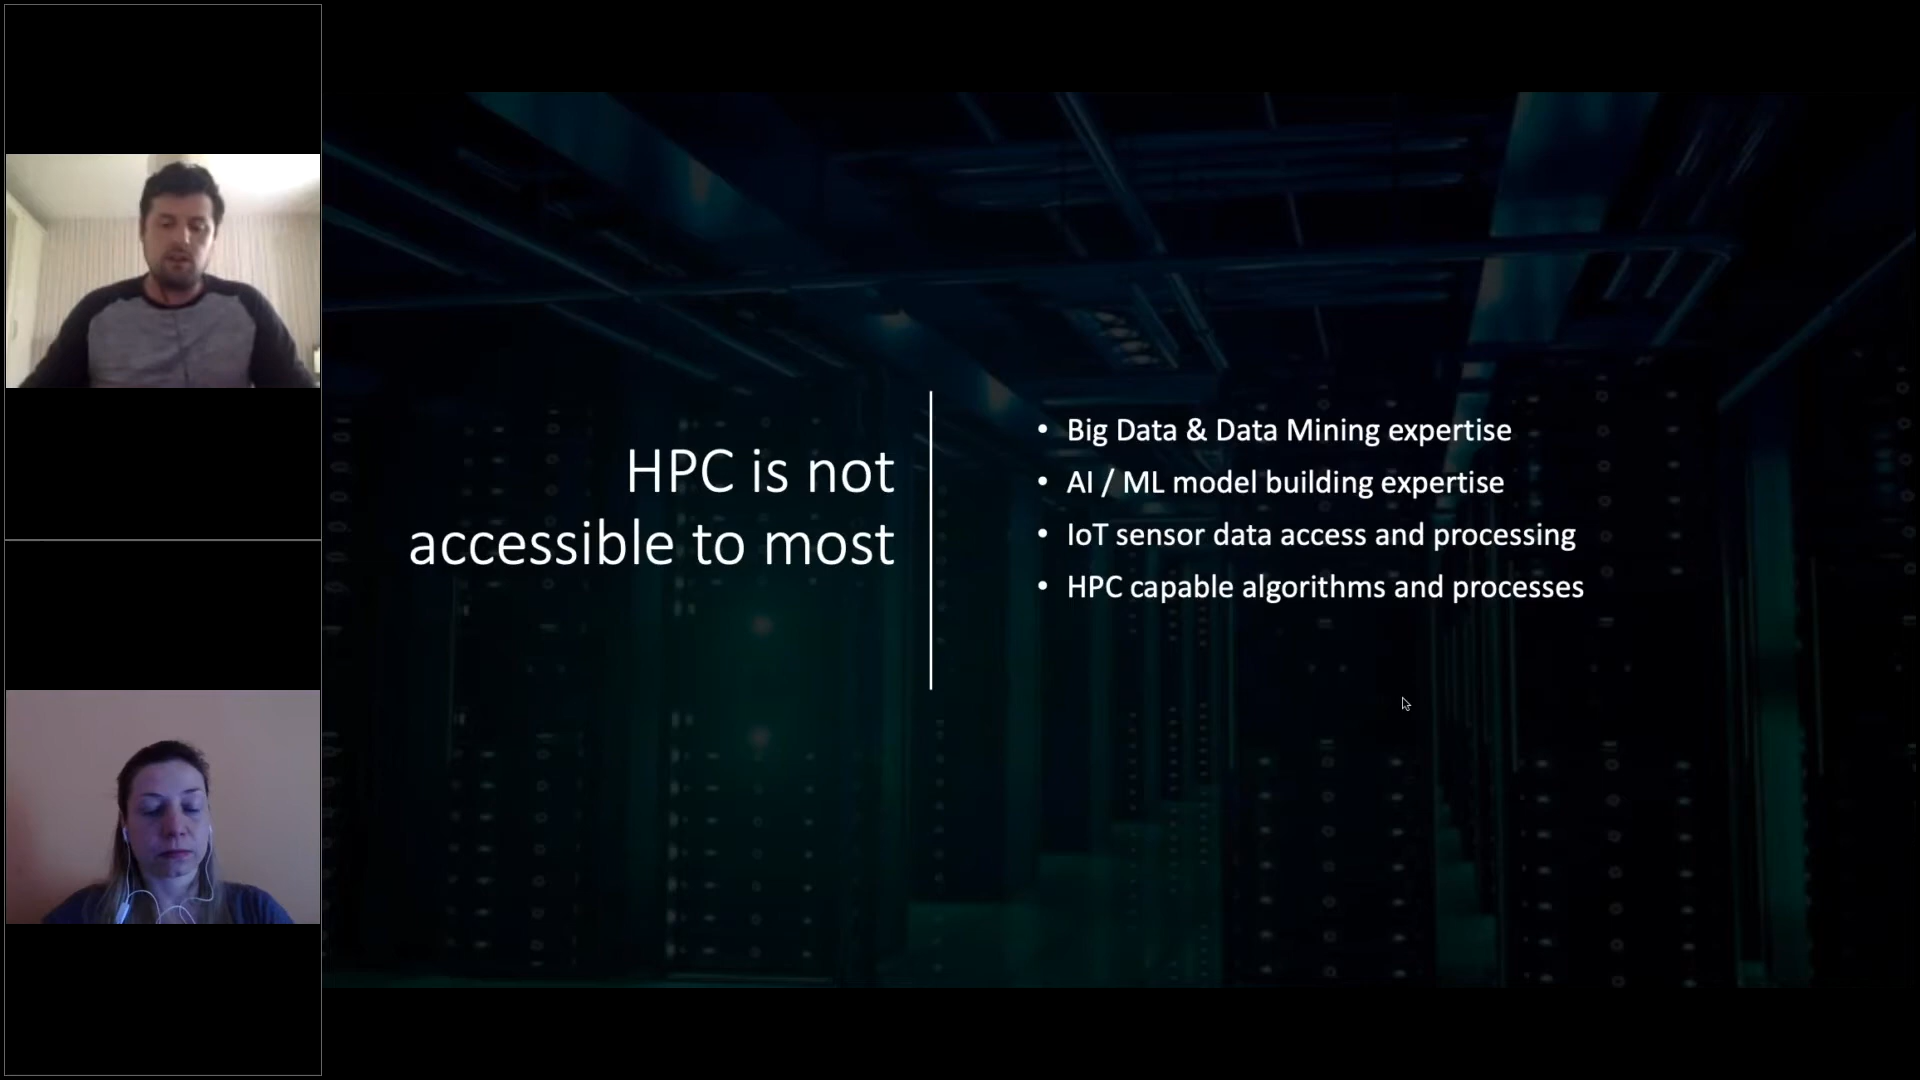 HPC is not
accessible to most
• Big Data & Data Mining expertise
• AI / ML model building expertise
• IoT sensor data access and processing
• HPC capable algorithms and processes